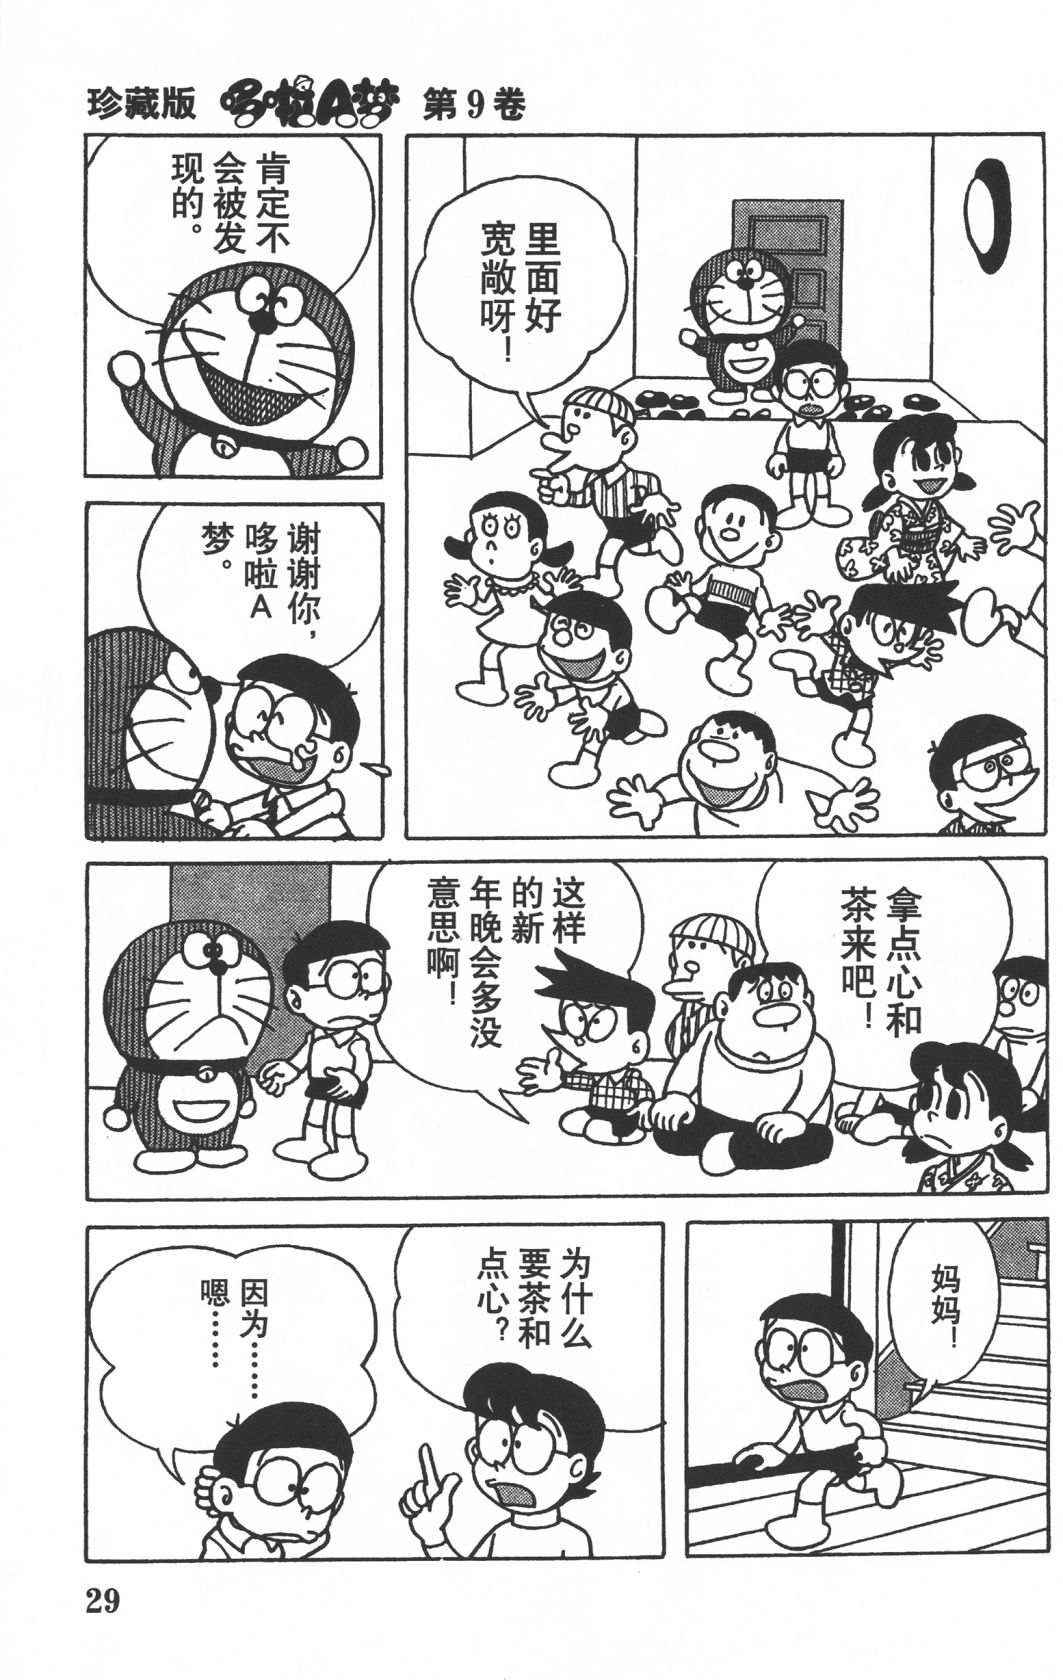 珍藏版 哆啦A梦 第9卷
里面好
宽敞呀！
肯定不
会被发
现的。
谢谢你，
哆啦A
梦。
拿点心和
茶来吧！
这样
的新
年晚会多没
意思啊！
妈妈！
为什么
要茶和
点心？
因为……
嗯……
29